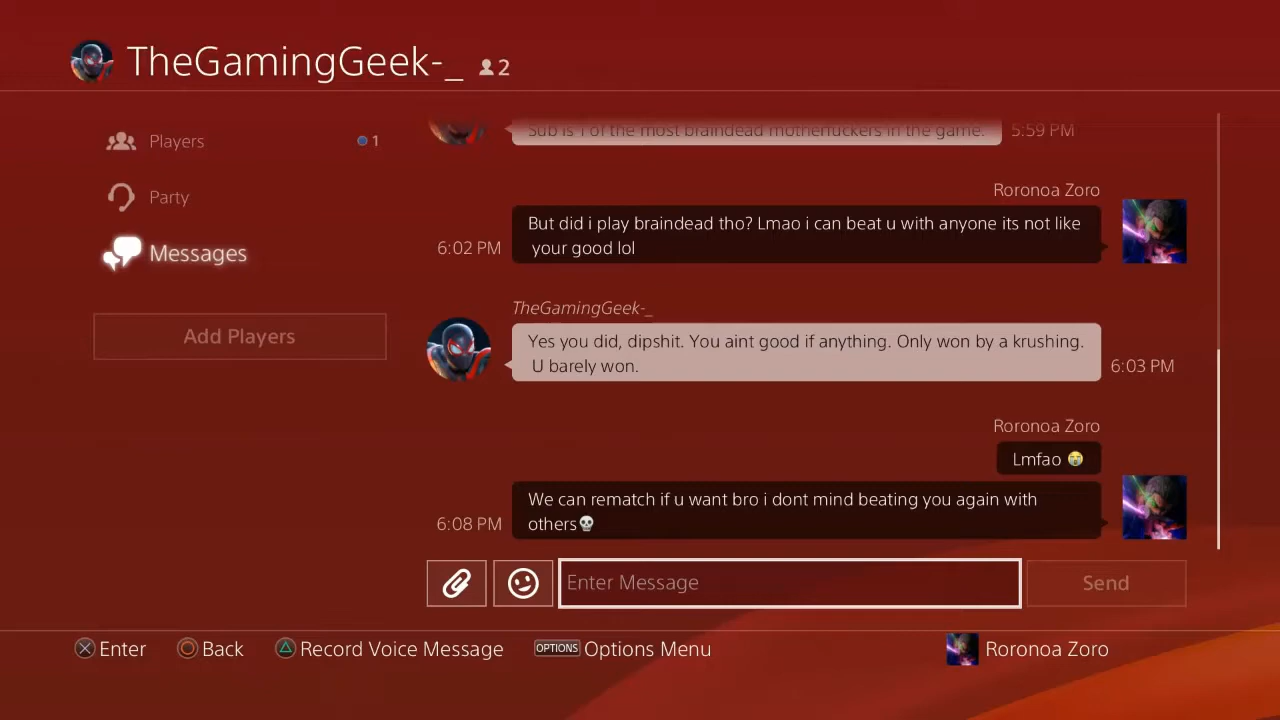 TheGamingGeek-_ 2
Players 1
Party
Messages
Add Players
Sub is 1 of the most braindead motherfuckers in the game. 5:59 PM
Roronoa Zoro
But did i play braindead tho? Lmao i can beat u with anyone its not like
your good lol
6:02 PM
TheGamingGeek-_
Yes you did, dipshit. You aint good if anything. Only won by a krushing.
U barely won.
6:03 PM
Roronoa Zoro
Lmfao 😭
We can rematch if u want bro i dont mind beating you again with
others💀
6:08 PM
Enter Message
Send
Enter Back Record Voice Message OPTIONS Options Menu Roronoa Zoro